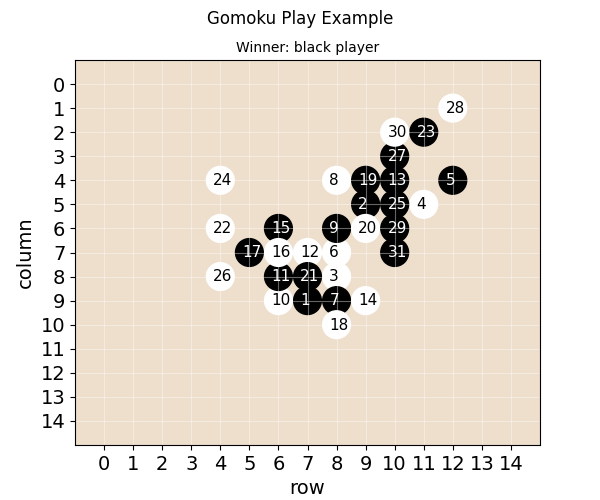 Gomoku Play Example
Winner: black player
0
1 28
2 30 23
3 27
4 24 8 19 13 5
5 2 25 4
6 22 15 9 20 29
7 17 16 12 6 31
8 26 11 21 3
9 10 1 7 14
10 18
11
12
13
14
column
0 1 2 3 4 5 6 7 8 9 10 11 12 13 14
row